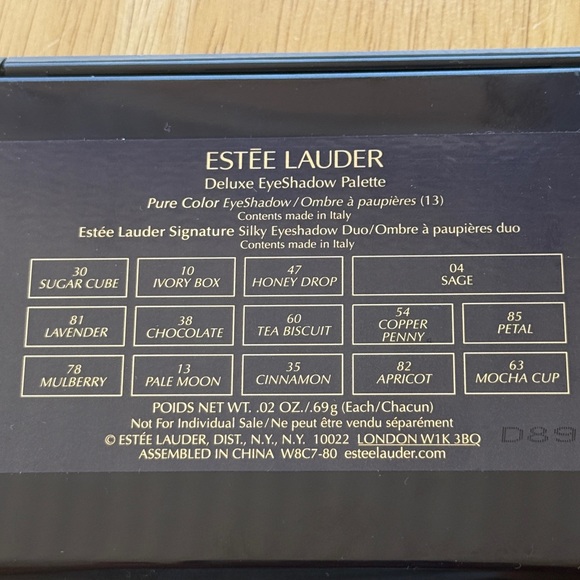 ESTĒE LAUDER
Deluxe EyeShadow Palette
Pure Color EyeShadow/Ombre à paupières (13)
Contents made in Italy
Estée Lauder Signature Silky Eyeshadow Duo/Ombre à paupières duo
Contents made in Italy
30 SUGAR CUBE
10 IVORY BOX
47 HONEY DROP
04 SAGE
81 LAVENDER
38 CHOCOLATE
60 TEA BISCUIT
54 COPPER PENNY
85 PETAL
78 MULBERRY
13 PALE MOON
35 CINNAMON
82 APRICOT
63 MOCHA CUP
POIDS NET WT. .02 OZ./.69g (Each/Chacun)
Not For Individual Sale/Ne peut être vendu séparément
© ESTÉE LAUDER, DIST., N.Y., N.Y. 10022 LONDON W1K 3BQ
ASSEMBLED IN CHINA W8C7-80 esteelauder.com
D89